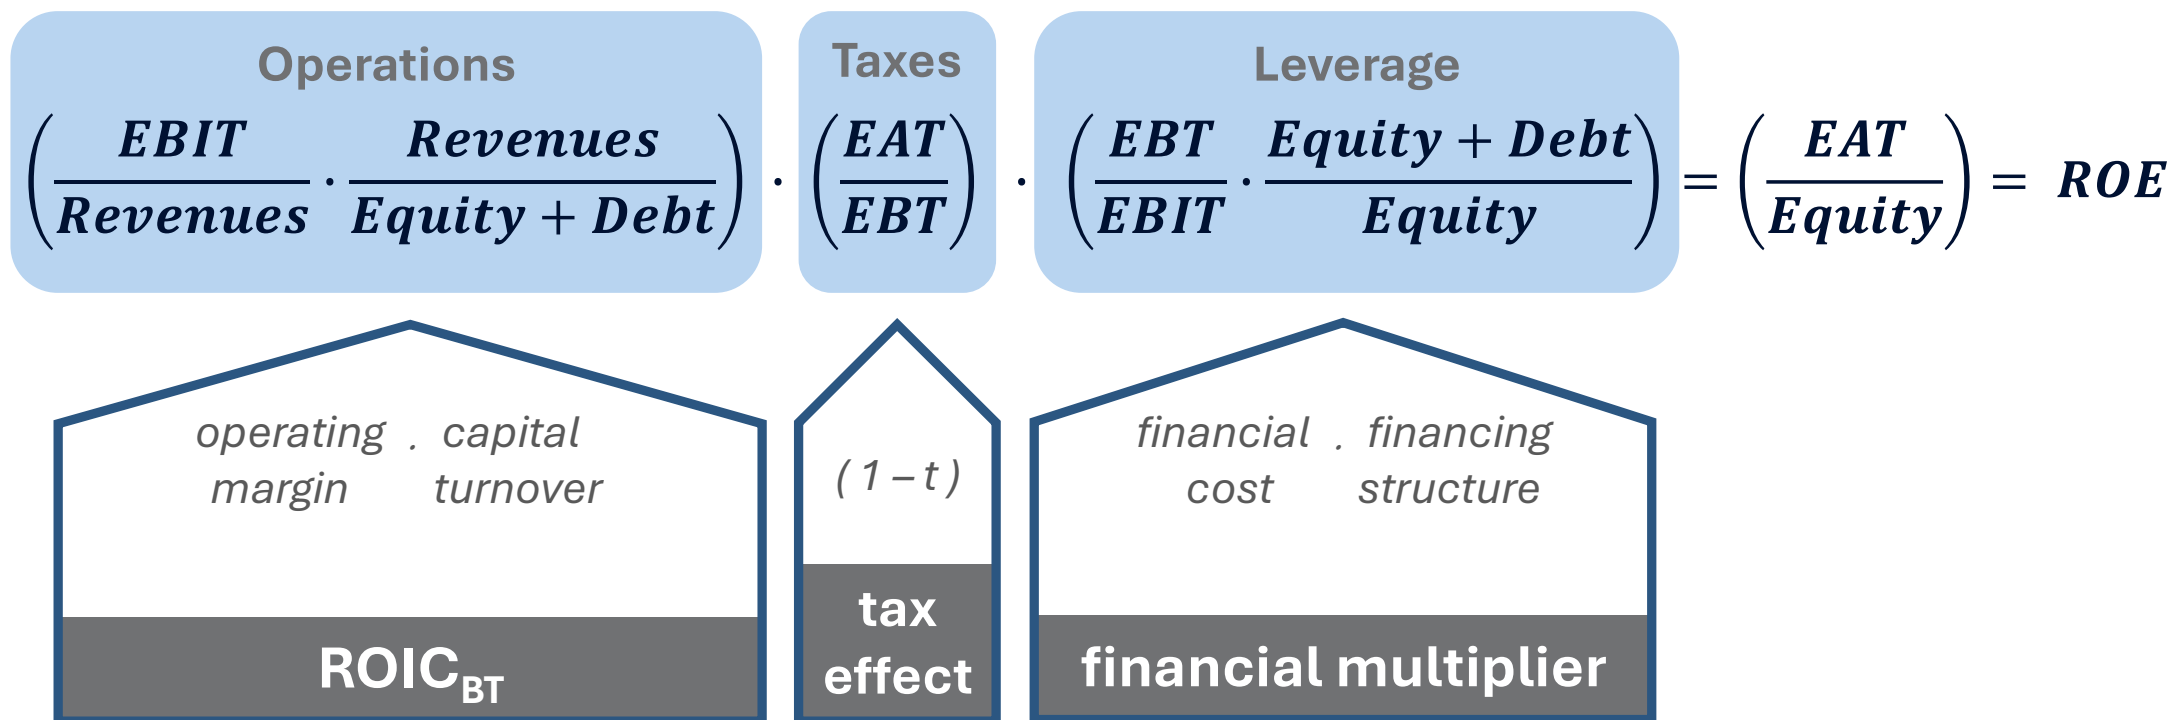 Operations Taxes Leverage
(EBIT/Revenues · Revenues/Equity + Debt) · (EAT/EBT) · (EBT/EBIT · Equity + Debt/Equity) = (EAT/Equity) = ROE
operating . capital
margin turnover
(1 – t)
financial . financing
cost structure
ROIC_BT
tax
effect
financial multiplier